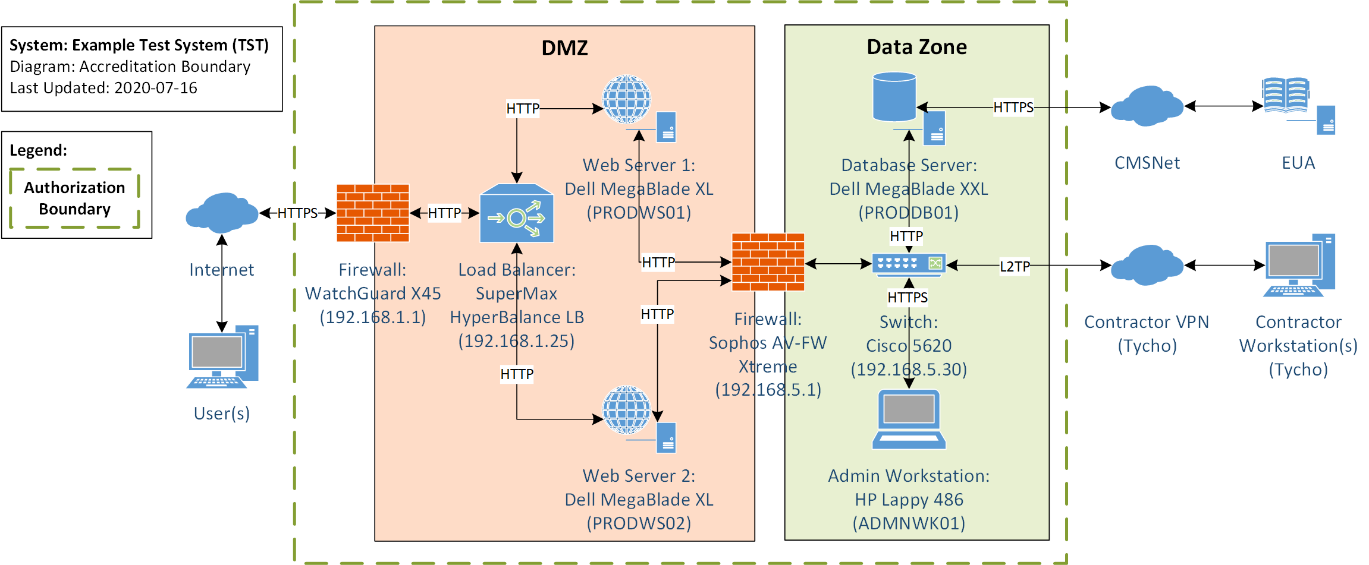 System: Example Test System (TST)
Diagram: Accreditation Boundary
Last Updated: 2020-07-16
Legend:
Authorization
Boundary
DMZ
Data Zone
HTTP
Web Server 1:
Dell MegaBlade XL
(PRODWS01)
Database Server:
Dell MegaBlade XXL
(PRODDB01)
HTTPS
CMSNet
EUA
Internet
HTTPS
Firewall:
WatchGuard X45
(192.168.1.1)
HTTP
Load Balancer:
SuperMax
HyperBalance LB
(192.168.1.25)
HTTP
HTTP
HTTP
Firewall:
Sophos AV-FW
Xtreme
(192.168.5.1)
HTTP
HTTPS
Switch:
Cisco 5620
(192.168.5.30)
L2TP
Contractor VPN
(Tycho)
Contractor
Workstation(s)
(Tycho)
User(s)
Web Server 2:
Dell MegaBlade XL
(PRODWS02)
Admin Workstation:
HP Lappy 486
(ADMNWK01)